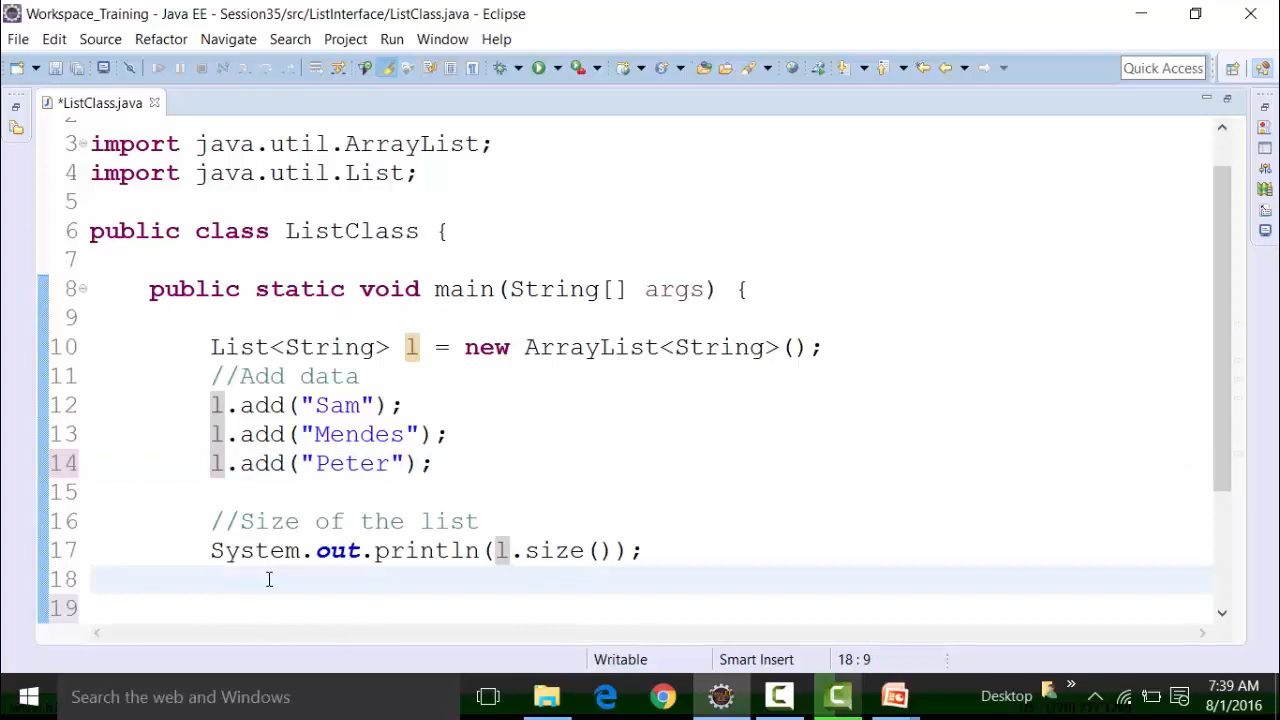 Workspace_Training - Java EE - Session35/src/ListInterface/ListClass.java - Eclipse
File Edit Source Refactor Navigate Search Project Run Window Help
Quick Access
*ListClass.java
3 import java.util.ArrayList;
4 import java.util.List;
5
6 public class ListClass {
7
8 public static void main(String[] args) {
9
10 List<String> l = new ArrayList<String>();
11 //Add data
12 l.add("Sam");
13 l.add("Mendes");
14 l.add("Peter");
15
16 //Size of the list
17 System.out.println(l.size());
18
19
Writable Smart Insert 18 : 9
Search the web and Windows
Desktop
7:39 AM
8/1/2016